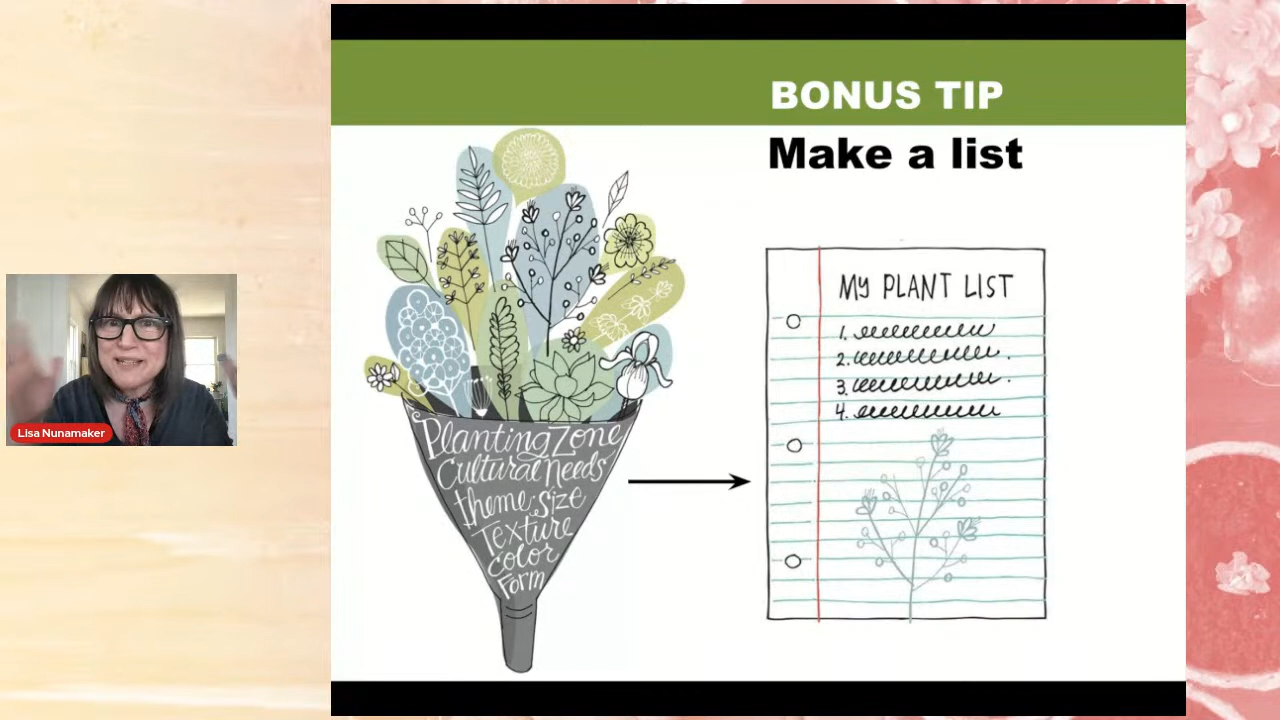 BONUS TIP
Make a list
Planting Zone
Cultural needs
theme, size
Texture
color
Form
MY PLANT LIST
1.
2.
3.
4.
Lisa Nunamaker